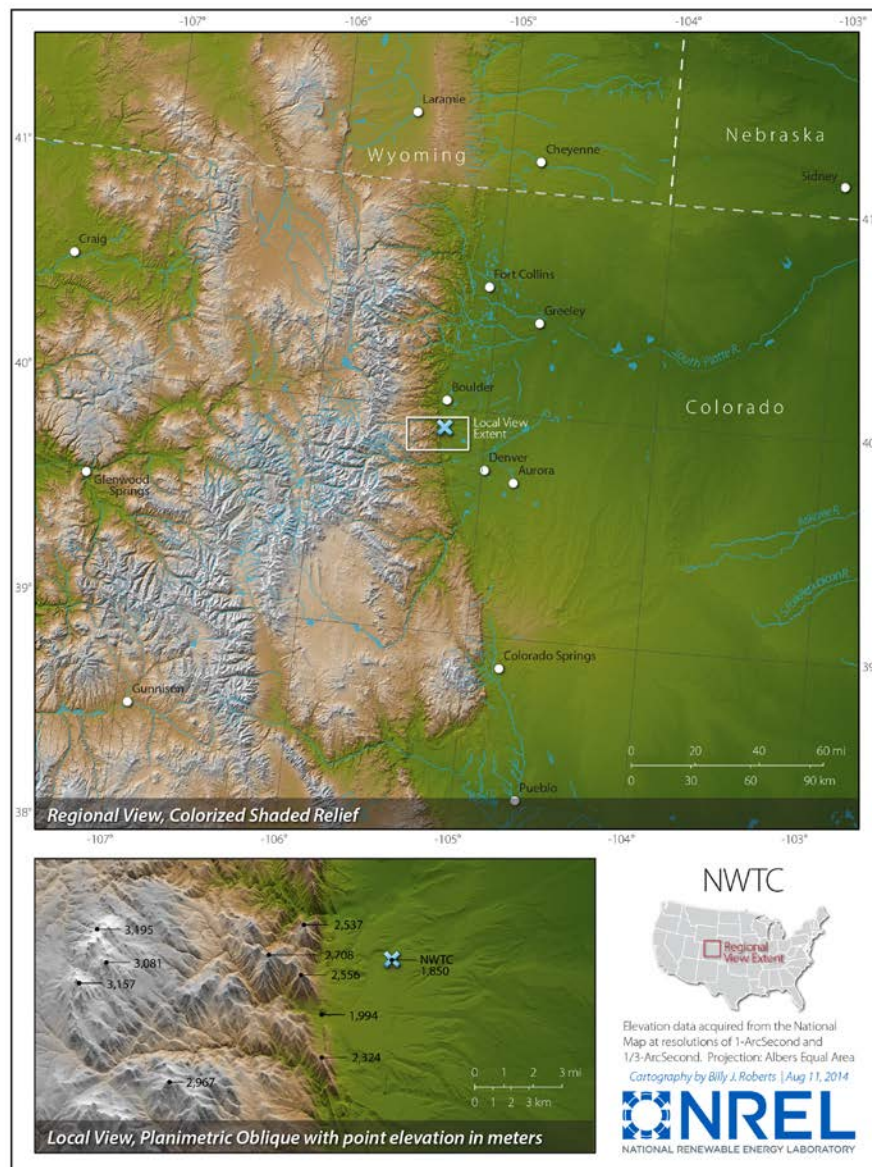 -107° -106° -105° -104° -103°
Laramie
41°
Wyoming
Cheyenne
Nebraska
Sidney
41°
Craig
Fort Collins
Greeley
South Platte R.
40°
Boulder
Colorado
Local View
Extent
40°
Denver
Aurora
Glenwood
Springs
Arikaree R.
39°
Colorado Springs
39°
Gunnison
0 20 40 60 mi
0 30 60 90 km
Pueblo
38°
Regional View, Colorized Shaded Relief
-107° -106° -105° -104° -103°
3,195
2,537
3,081
2,708
NWTC
1,850
3,157
2,556
1,994
2,324
2,967
0 1 2 3 mi
0 1 2 3 km
Local View, Planimetric Oblique with point elevation in meters
NWTC
Regional
View Extent
Elevation data acquired from the National
Map at resolutions of 1-ArcSecond and
1/3-ArcSecond. Projection: Albers Equal Area
Cartography by Billy J. Roberts | Aug 11, 2014
NREL
NATIONAL RENEWABLE ENERGY LABORATORY